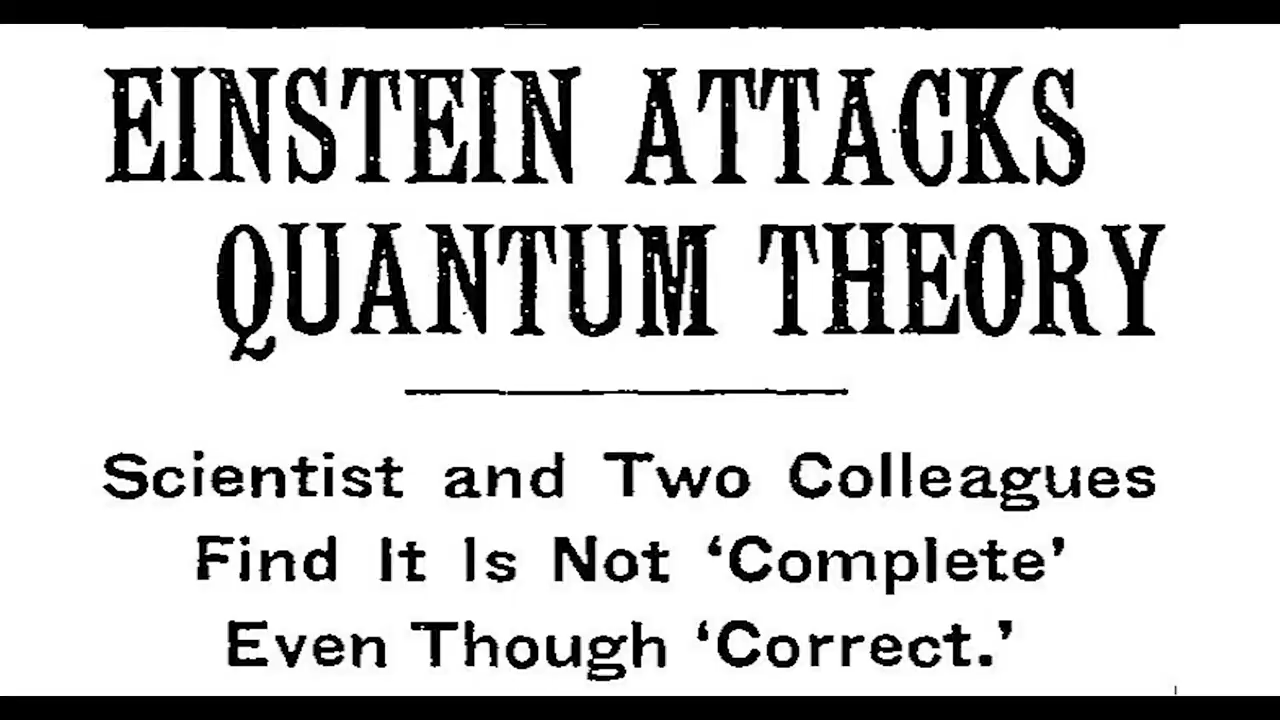 EINSTEIN ATTACKS
QUANTUM THEORY
Scientist and Two Colleagues
Find It Is Not ‘Complete’
Even Though ‘Correct.’